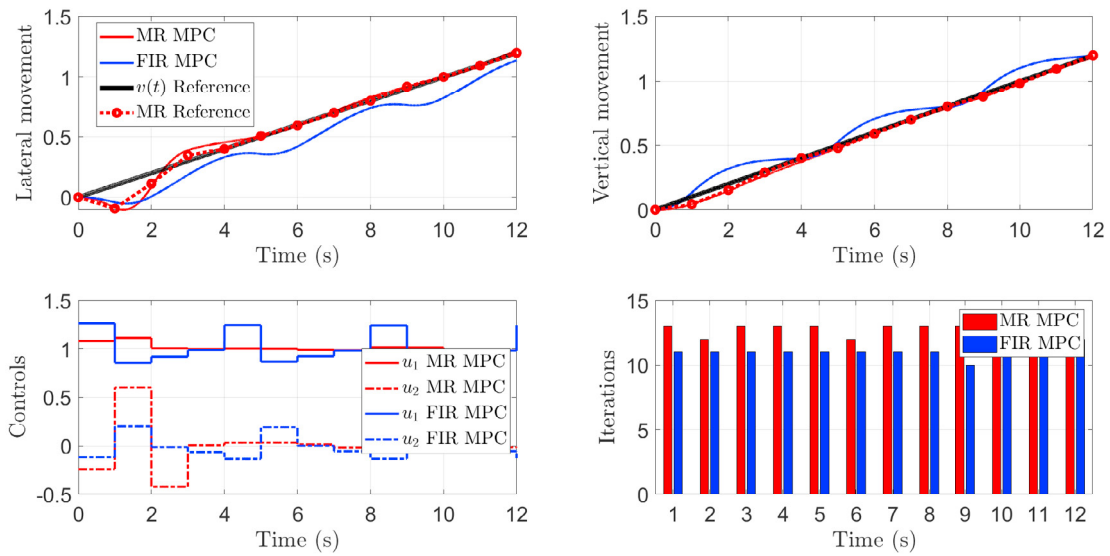 1.5
1
0.5
0
0 2 4 6 8 10 12
Time (s)
Lateral movement
MR MPC
FIR MPC
v(t) Reference
MR Reference
1.5
1
0.5
0
0 2 4 6 8 10 12
Time (s)
Vertical movement
1.5
1
0.5
0
-0.5
0 2 4 6 8 10 12
Time (s)
Controls
u1 MR MPC
u2 MR MPC
u1 FIR MPC
u2 FIR MPC
15
10
5
0
1 2 3 4 5 6 7 8 9 10 11 12
Time (s)
Iterations
MR MPC
FIR MPC